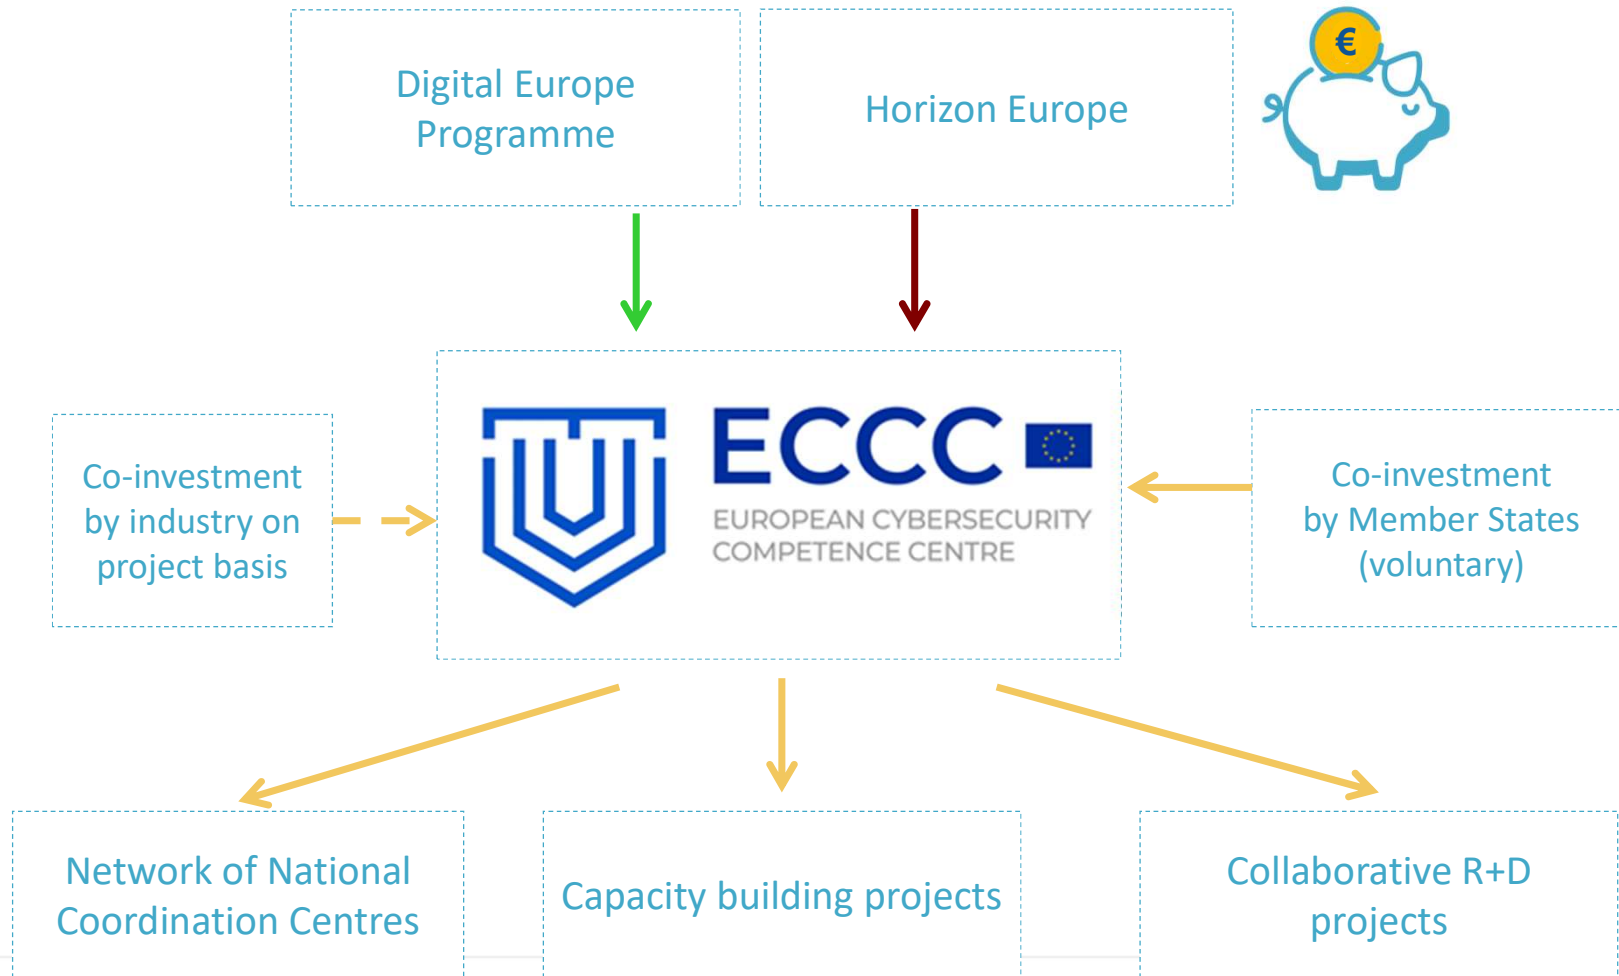 Digital Europe
Programme
Horizon Europe
€
Co-investment
by industry on
project basis
ECCC
EUROPEAN CYBERSECURITY
COMPETENCE CENTRE
Co-investment
by Member States
(voluntary)
Network of National
Coordination Centres
Capacity building projects
Collaborative R+D
projects